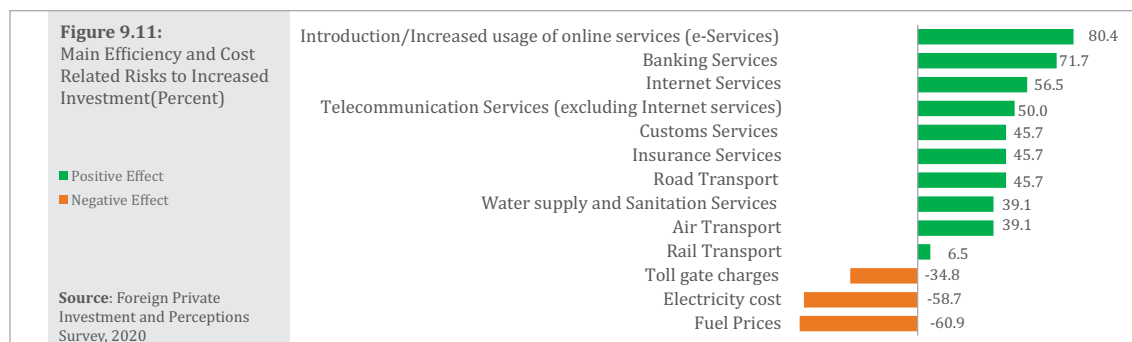 Figure 9.11:
Main Efficiency and Cost
Related Risks to Increased
Investment(Percent)
Positive Effect
Negative Effect
Source: Foreign Private
Investment and Perceptions
Survey, 2020
Introduction/Increased usage of online services (e-Services) 80.4
Banking Services 71.7
Internet Services 56.5
Telecommunication Services (excluding Internet services) 50.0
Customs Services 45.7
Insurance Services 45.7
Road Transport 45.7
Water supply and Sanitation Services 39.1
Air Transport 39.1
Rail Transport 6.5
Toll gate charges -34.8
Electricity cost -58.7
Fuel Prices -60.9